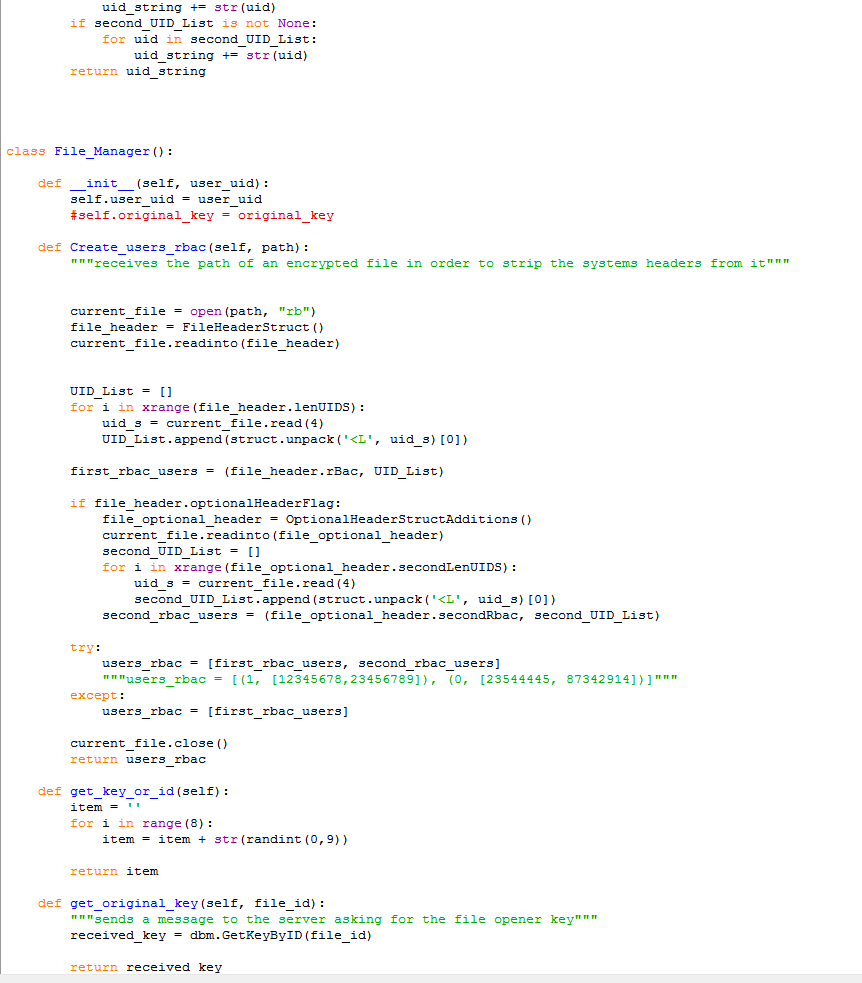 uid_string += str(uid)
if second_UID_List is not None:
for uid in second_UID_List:
uid_string += str(uid)
return uid_string
class File_Manager():
def __init__(self, user_uid):
self.user_uid = user_uid
#self.original_key = original_key
def Create_users_rbac(self, path):
"""receives the path of an encrypted file in order to strip the systems headers from it"""
current_file = open(path, "rb")
file_header = FileHeaderStruct()
current_file.readinto(file_header)
UID_List = []
for i in xrange(file_header.lenUIDS):
uid_s = current_file.read(4)
UID_List.append(struct.unpack('<L', uid_s)[0])
first_rbac_users = (file_header.rBac, UID_List)
if file_header.optionalHeaderFlag:
file_optional_header = OptionalHeaderStructAdditions()
current_file.readinto(file_optional_header)
second_UID_List = []
for i in xrange(file_optional_header.secondLenUIDS):
uid_s = current_file.read(4)
second_UID_List.append(struct.unpack('<L', uid_s)[0])
second_rbac_users = (file_optional_header.secondRbac, second_UID_List)
try:
users_rbac = [first_rbac_users, second_rbac_users]
"""users_rbac = [(1, [12345678,23456789]), (0, [23544445, 87342914])]"""
except:
users_rbac = [first_rbac_users]
current_file.close()
return users_rbac
def get_key_or_id(self):
item = ''
for i in range(8):
item = item + str(randint(0,9))
return item
def get_original_key(self, file_id):
"""sends a message to the server asking for the file opener key"""
received_key = dbm.GetKeyByID(file_id)
return received_key